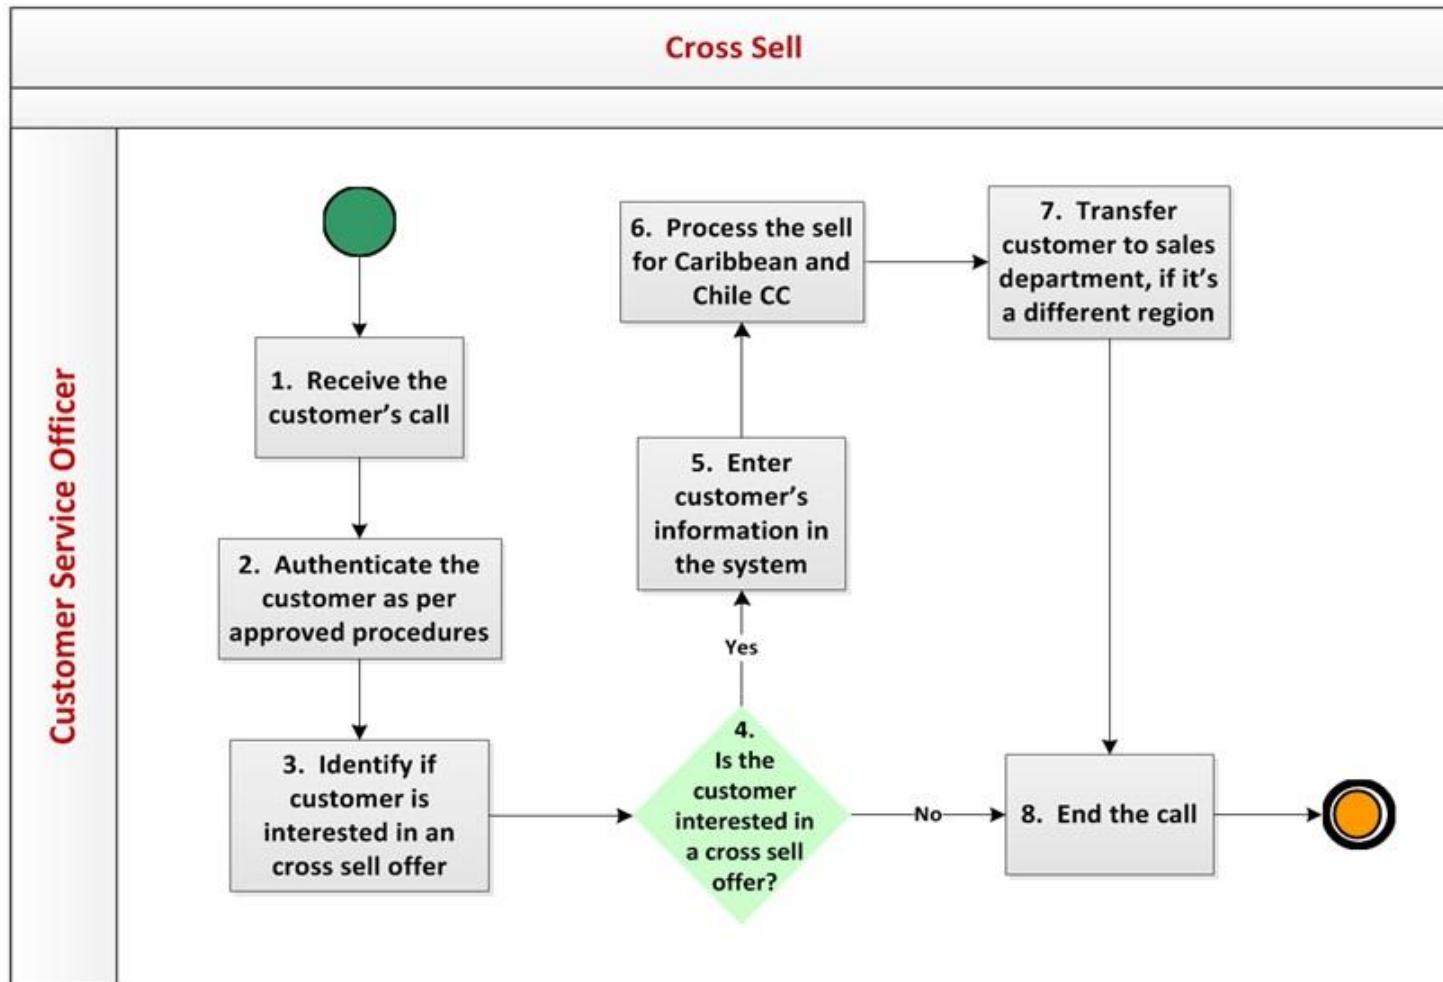 Cross Sell
Customer Service Officer
1. Receive the
customer's call
2. Authenticate the
customer as per
approved procedures
3. Identify if
customer is
interested in an
cross sell offer
4.
Is the
customer
interested in
a cross sell
offer?
Yes
No
5. Enter
customer's
information in
the system
6. Process the sell
for Caribbean and
Chile CC
7. Transfer
customer to sales
department, if it's
a different region
8. End the call